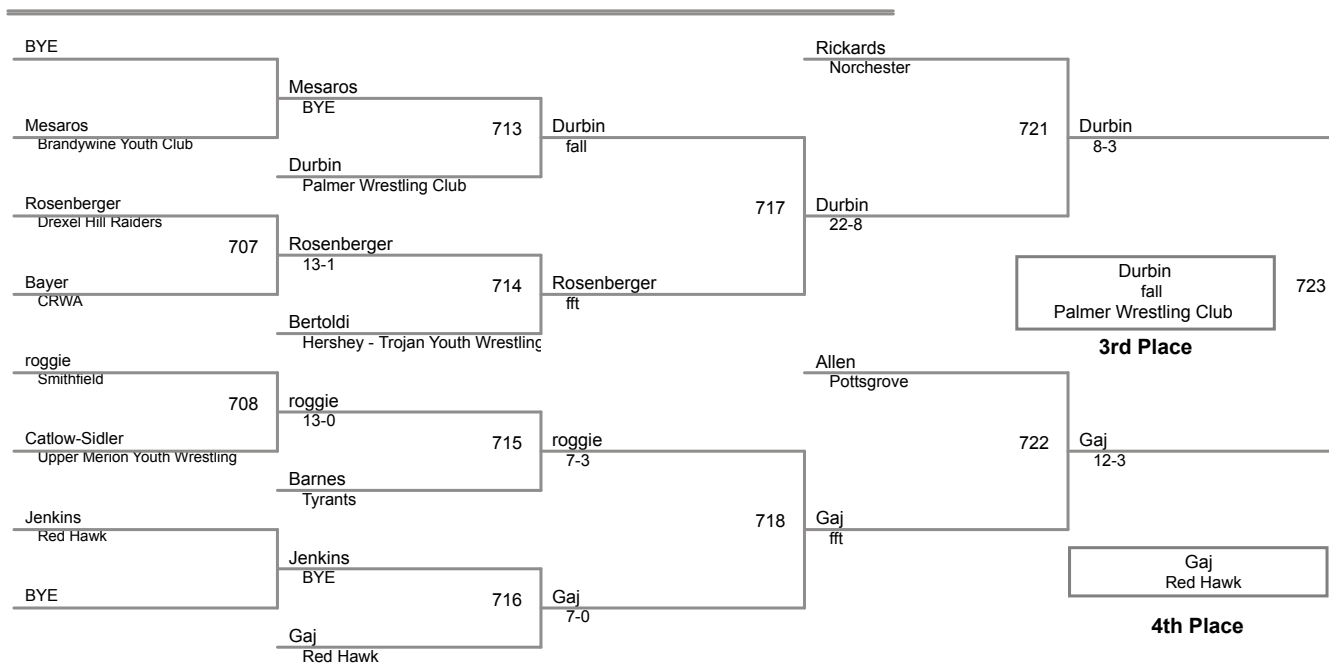 BYE
Rickards
Norchester
Mesaros
BYE
Mesaros
Brandywine Youth Club
713
Durbin
fall
721
Durbin
8-3
Durbin
Palmer Wrestling Club
Rosenberger
Drexel Hill Raiders
717
Durbin
22-8
707
Rosenberger
13-1
Bayer
CRWA
714
Rosenberger
fft
Durbin
fall
Palmer Wrestling Club
723
3rd Place
Bertoldi
Hershey - Trojan Youth Wrestling
roggie
Smithfield
Allen
Pottsgrove
708
roggie
13-0
Catlow-Sidler
Upper Merion Youth Wrestling
715
roggie
7-3
722
Gaj
12-3
Barnes
Tyrants
Jenkins
Red Hawk
718
Gaj
fft
Jenkins
BYE
Gaj
Red Hawk
BYE
716
Gaj
7-0
4th Place
Gaj
Red Hawk